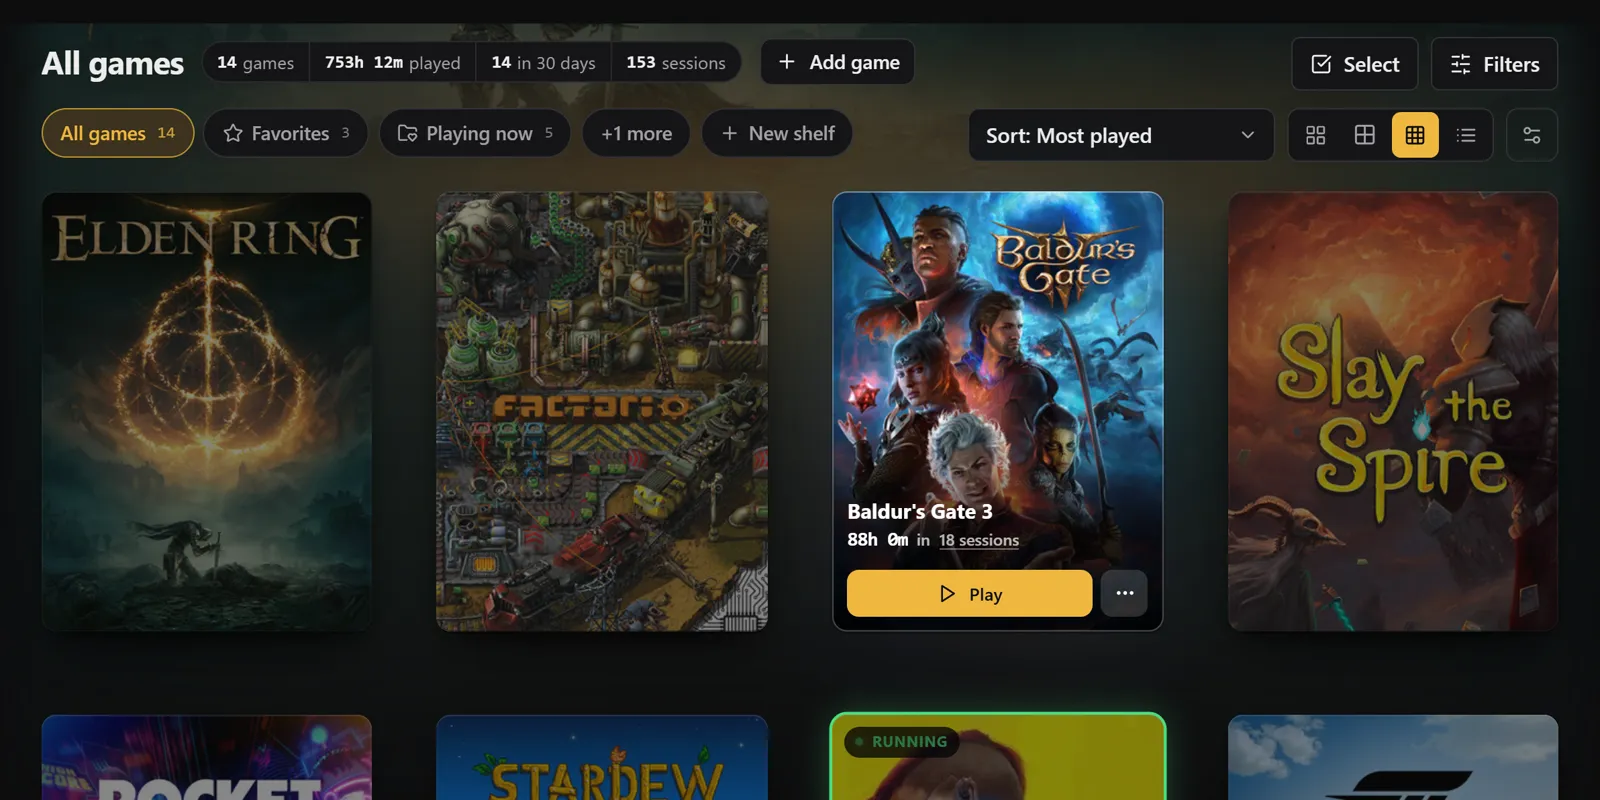 All games
14 games
753h 12m played
14 in 30 days
153 sessions
+ Add game
Select
Filters
All games 14
Favorites 3
Playing now 5
+1 more
+ New shelf
Sort: Most played
ELDEN RING
FACTORIO
Baldur's
Gate
III
Slay
the
Spire
Baldur's Gate 3
88h 0m in 18 sessions
Play
ROCKET
STARDEW
RUNNING